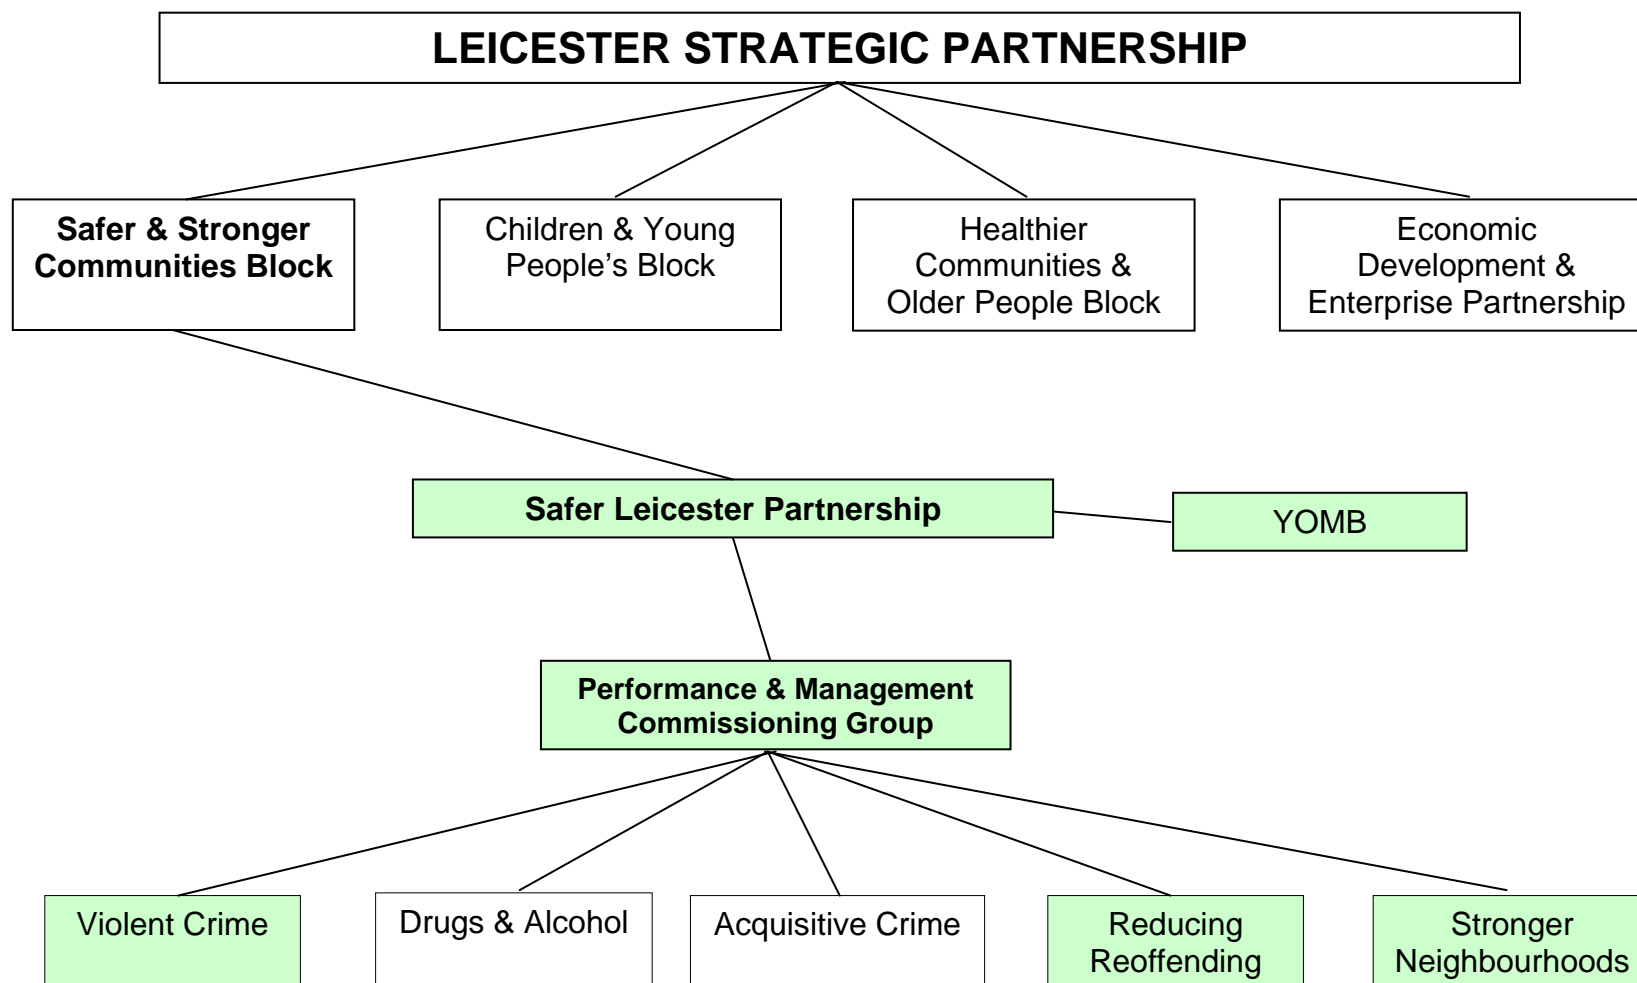 LEICESTER STRATEGIC PARTNERSHIP
Safer & Stronger
Communities Block
Children & Young
People’s Block
Healthier
Communities &
Older People Block
Economic
Development &
Enterprise Partnership
Safer Leicester Partnership
YOMB
Performance & Management
Commissioning Group
Violent Crime
Drugs & Alcohol
Acquisitive Crime
Reducing
Reoffending
Stronger
Neighbourhoods